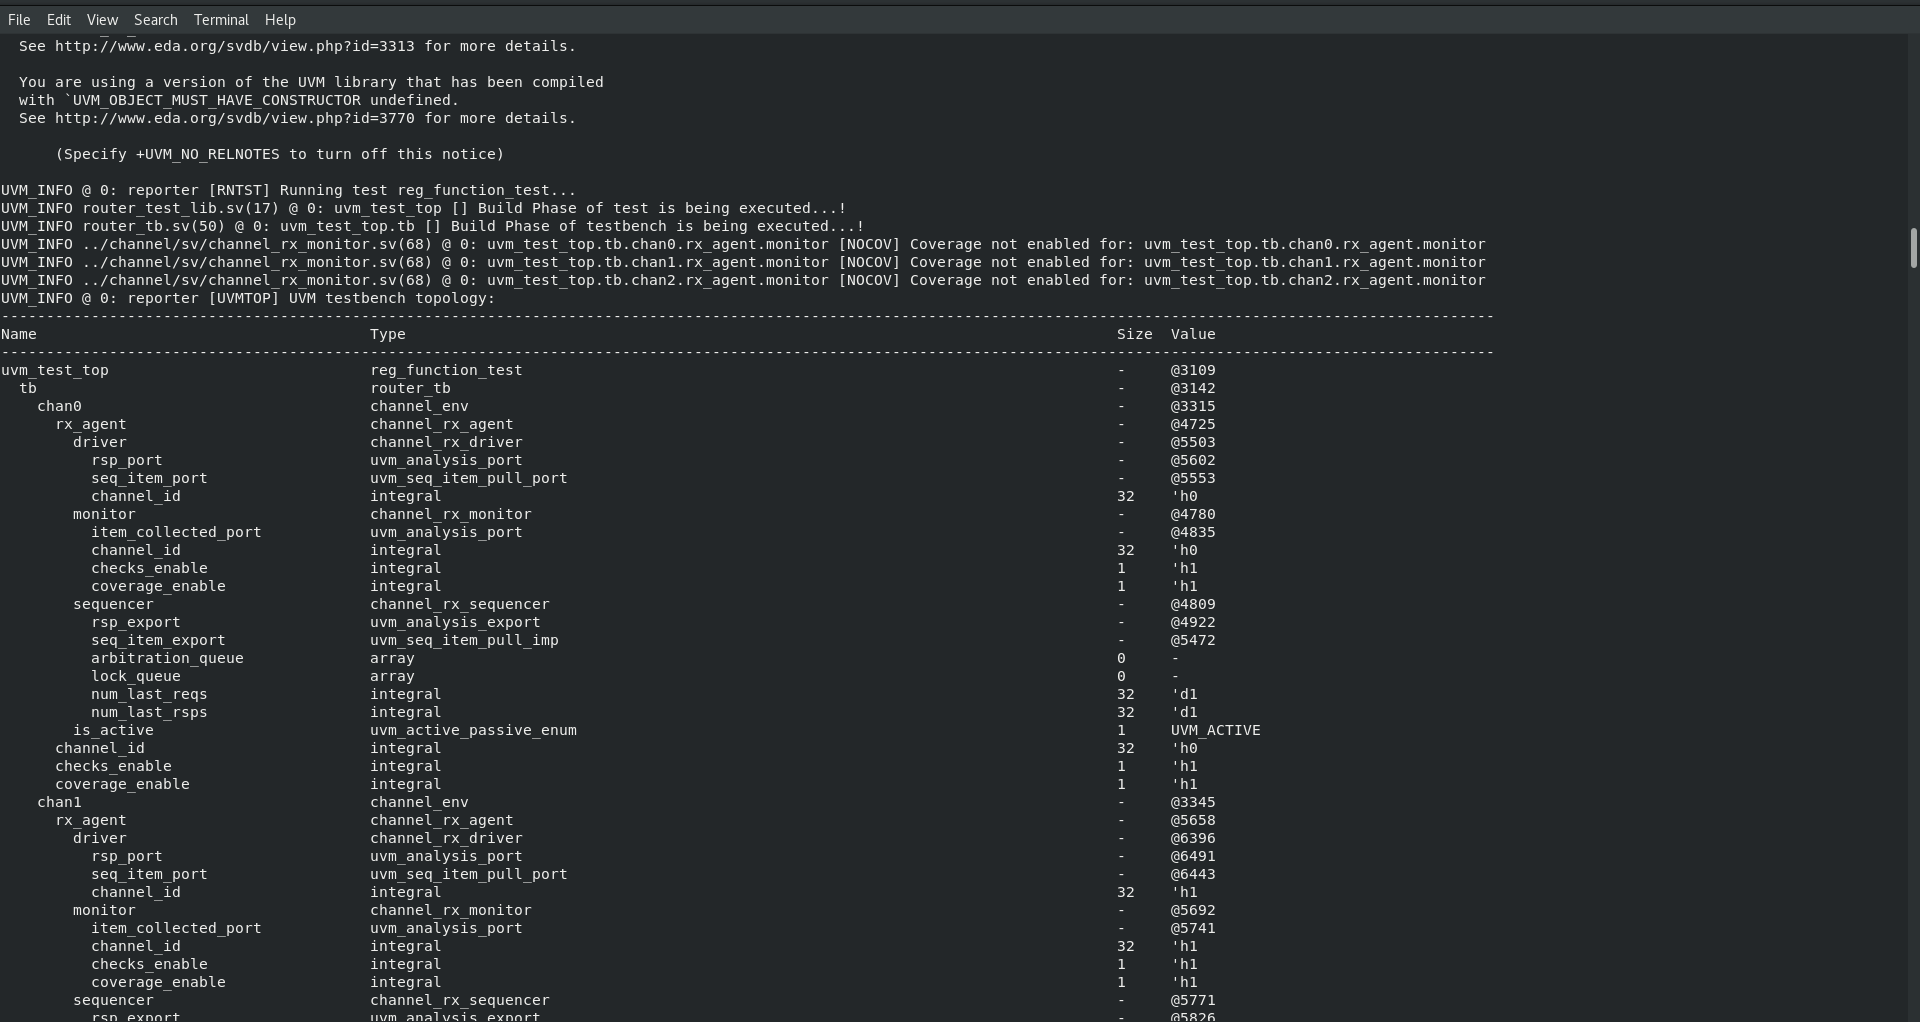 File Edit View Search Terminal Help
  See http://www.eda.org/svdb/view.php?id=3313 for more details.
  You are using a version of the UVM library that has been compiled
  with `UVM_OBJECT_MUST_HAVE_CONSTRUCTOR undefined.
  See http://www.eda.org/svdb/view.php?id=3770 for more details.
      (Specify +UVM_NO_RELNOTES to turn off this notice)
UVM_INFO @ 0: reporter [RNTST] Running test reg_function_test...
UVM_INFO router_test_lib.sv(17) @ 0: uvm_test_top [] Build Phase of test is being executed...!
UVM_INFO router_tb.sv(50) @ 0: uvm_test_top.tb [] Build Phase of testbench is being executed...!
UVM_INFO ../channel/sv/channel_rx_monitor.sv(68) @ 0: uvm_test_top.tb.chan0.rx_agent.monitor [NOCOV] Coverage not enabled for: uvm_test_top.tb.chan0.rx_agent.monitor
UVM_INFO ../channel/sv/channel_rx_monitor.sv(68) @ 0: uvm_test_top.tb.chan1.rx_agent.monitor [NOCOV] Coverage not enabled for: uvm_test_top.tb.chan1.rx_agent.monitor
UVM_INFO ../channel/sv/channel_rx_monitor.sv(68) @ 0: uvm_test_top.tb.chan2.rx_agent.monitor [NOCOV] Coverage not enabled for: uvm_test_top.tb.chan2.rx_agent.monitor
UVM_INFO @ 0: reporter [UVMTOP] UVM testbench topology:
Name Type Size Value
uvm_test_top reg_function_test - @3109
  tb router_tb - @3142
    chan0 channel_env - @3315
      rx_agent channel_rx_agent - @4725
        driver channel_rx_driver - @5503
          rsp_port uvm_analysis_port - @5602
          seq_item_port uvm_seq_item_pull_port - @5553
          channel_id integral 32 'h0
        monitor channel_rx_monitor - @4780
          item_collected_port uvm_analysis_port - @4835
          channel_id integral 32 'h0
          checks_enable integral 1 'h1
          coverage_enable integral 1 'h1
        sequencer channel_rx_sequencer - @4809
          rsp_export uvm_analysis_export - @4922
          seq_item_export uvm_seq_item_pull_imp - @5472
          arbitration_queue array 0 -
          lock_queue array 0 -
          num_last_reqs integral 32 'd1
          num_last_rsps integral 32 'd1
        is_active uvm_active_passive_enum 1 UVM_ACTIVE
      channel_id integral 32 'h0
      checks_enable integral 1 'h1
      coverage_enable integral 1 'h1
    chan1 channel_env - @3345
      rx_agent channel_rx_agent - @5658
        driver channel_rx_driver - @6396
          rsp_port uvm_analysis_port - @6491
          seq_item_port uvm_seq_item_pull_port - @6443
          channel_id integral 32 'h1
        monitor channel_rx_monitor - @5692
          item_collected_port uvm_analysis_port - @5741
          channel_id integral 32 'h1
          checks_enable integral 1 'h1
          coverage_enable integral 1 'h1
        sequencer channel_rx_sequencer - @5771
          rsp_export uvm_analysis_export - @5826